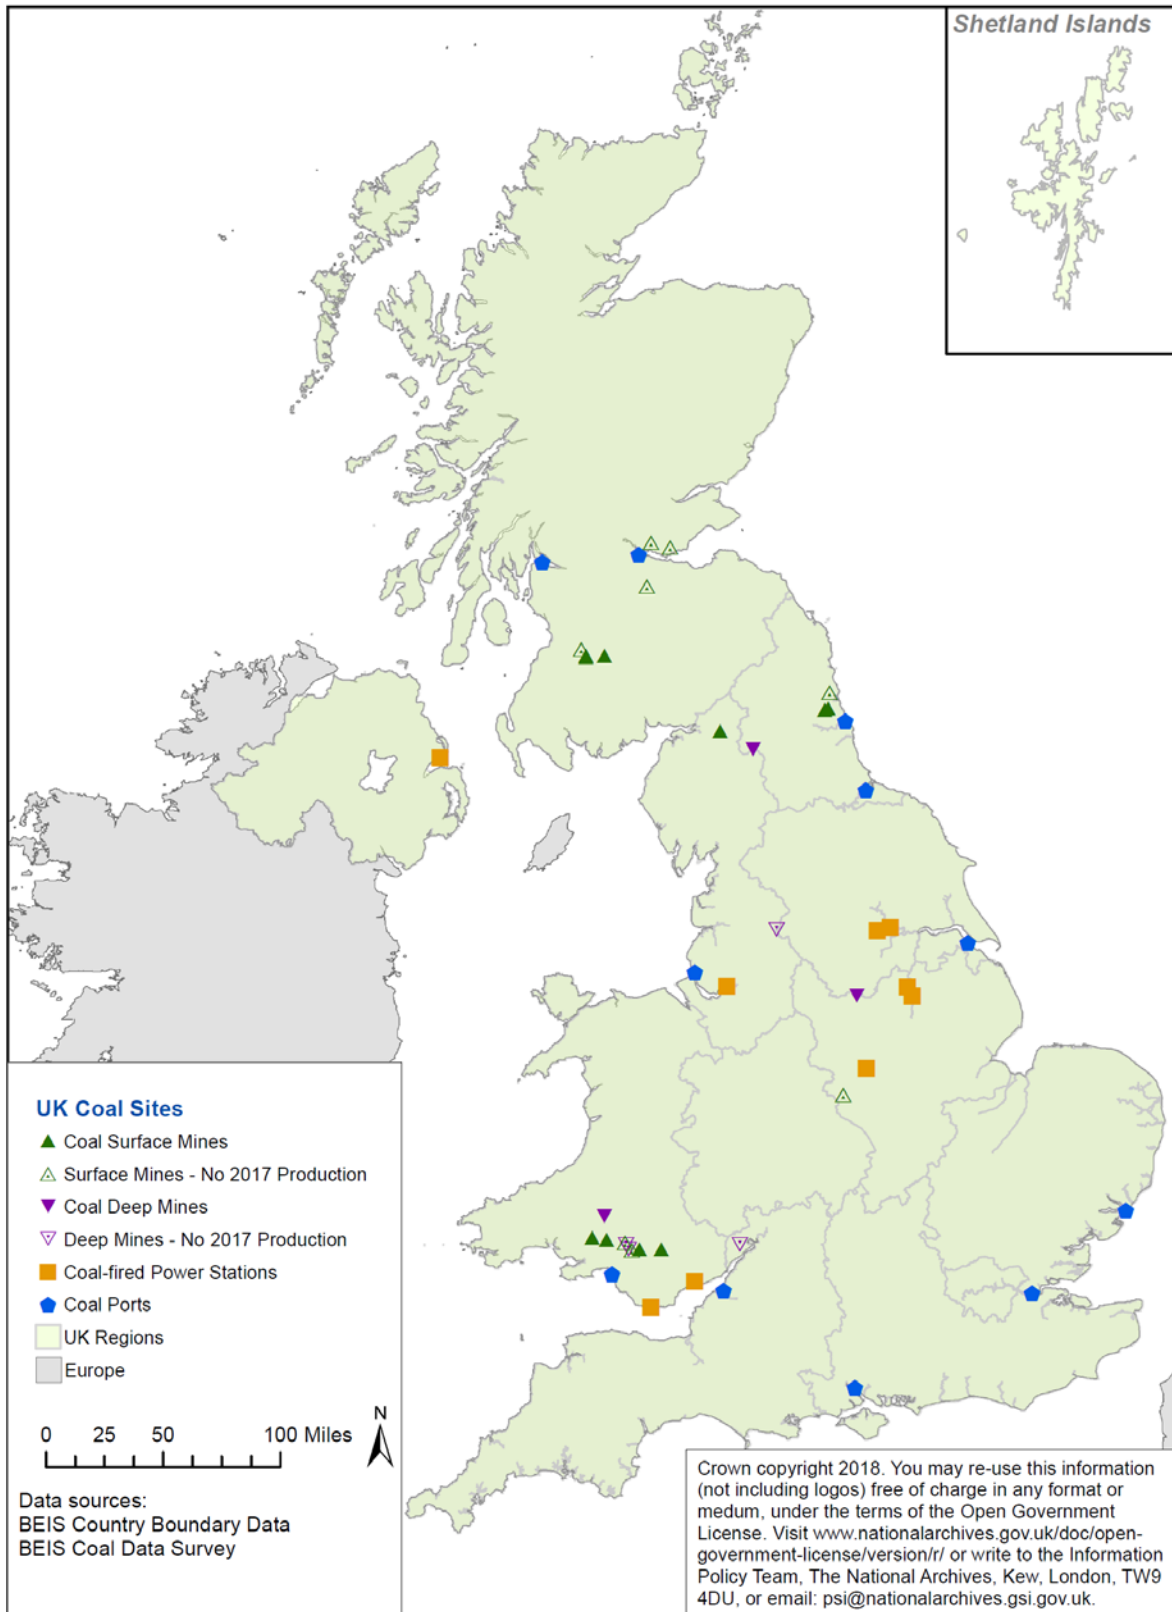 Shetland Islands
UK Coal Sites
Coal Surface Mines
Surface Mines - No 2017 Production
Coal Deep Mines
Deep Mines - No 2017 Production
Coal-fired Power Stations
Coal Ports
UK Regions
Europe
N
0 25 50 100 Miles
Data sources:
BEIS Country Boundary Data
BEIS Coal Data Survey
Crown copyright 2018. You may re-use this information
(not including logos) free of charge in any format or
medum, under the terms of the Open Government
License. Visit www.nationalarchives.gov.uk/doc/open-
government-license/version/r/ or write to the Information
Policy Team, The National Archives, Kew, London, TW9
4DU, or email: psi@nationalarchives.gsi.gov.uk.